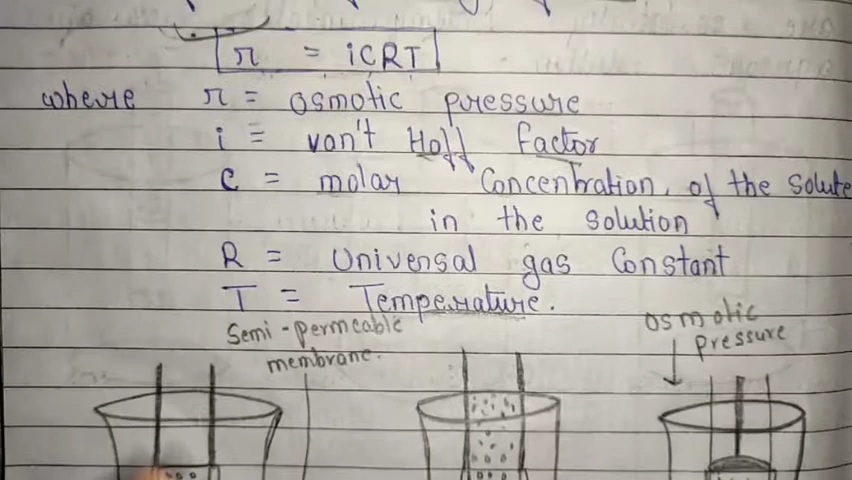 π = iCRT
where π = osmotic pressure
i = von't Hoff factor
C = molar Concentration of the solute
in the solution
R = Universal gas Constant
T = Temperature.
Semi-permeable
membrane.
osmotic
pressure